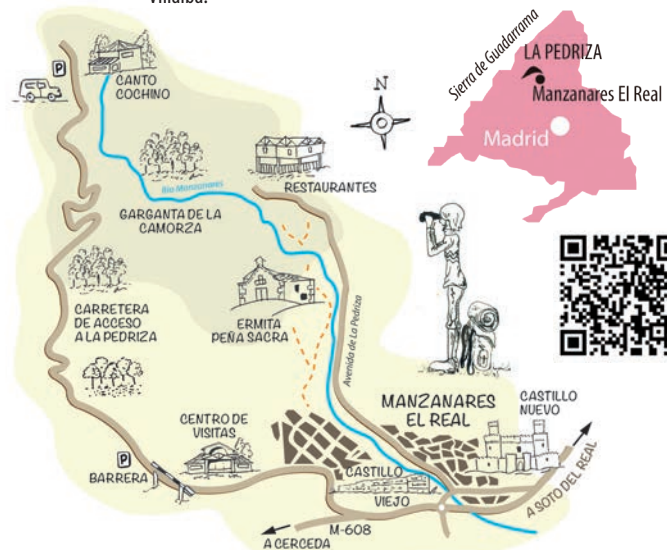 Villalba.
P
CANTO
COCHINO
N
Sierra de Guadarrama
LA PEDRIZA
Manzanares El Real
Madrid
Río Manzanares
RESTAURANTES
GARGANTA DE LA
CAMORZA
CARRETERA
DE ACCESO
A LA PEDRIZA
ERMITA
PEÑA SACRA
Avenida de La Pedriza
MANZANARES
EL REAL
CASTILLO
NUEVO
CENTRO DE
VISITAS
P
BARRERA
CASTILLO
VIEJO
A SOTO DEL REAL
M-608
A CERCEDA